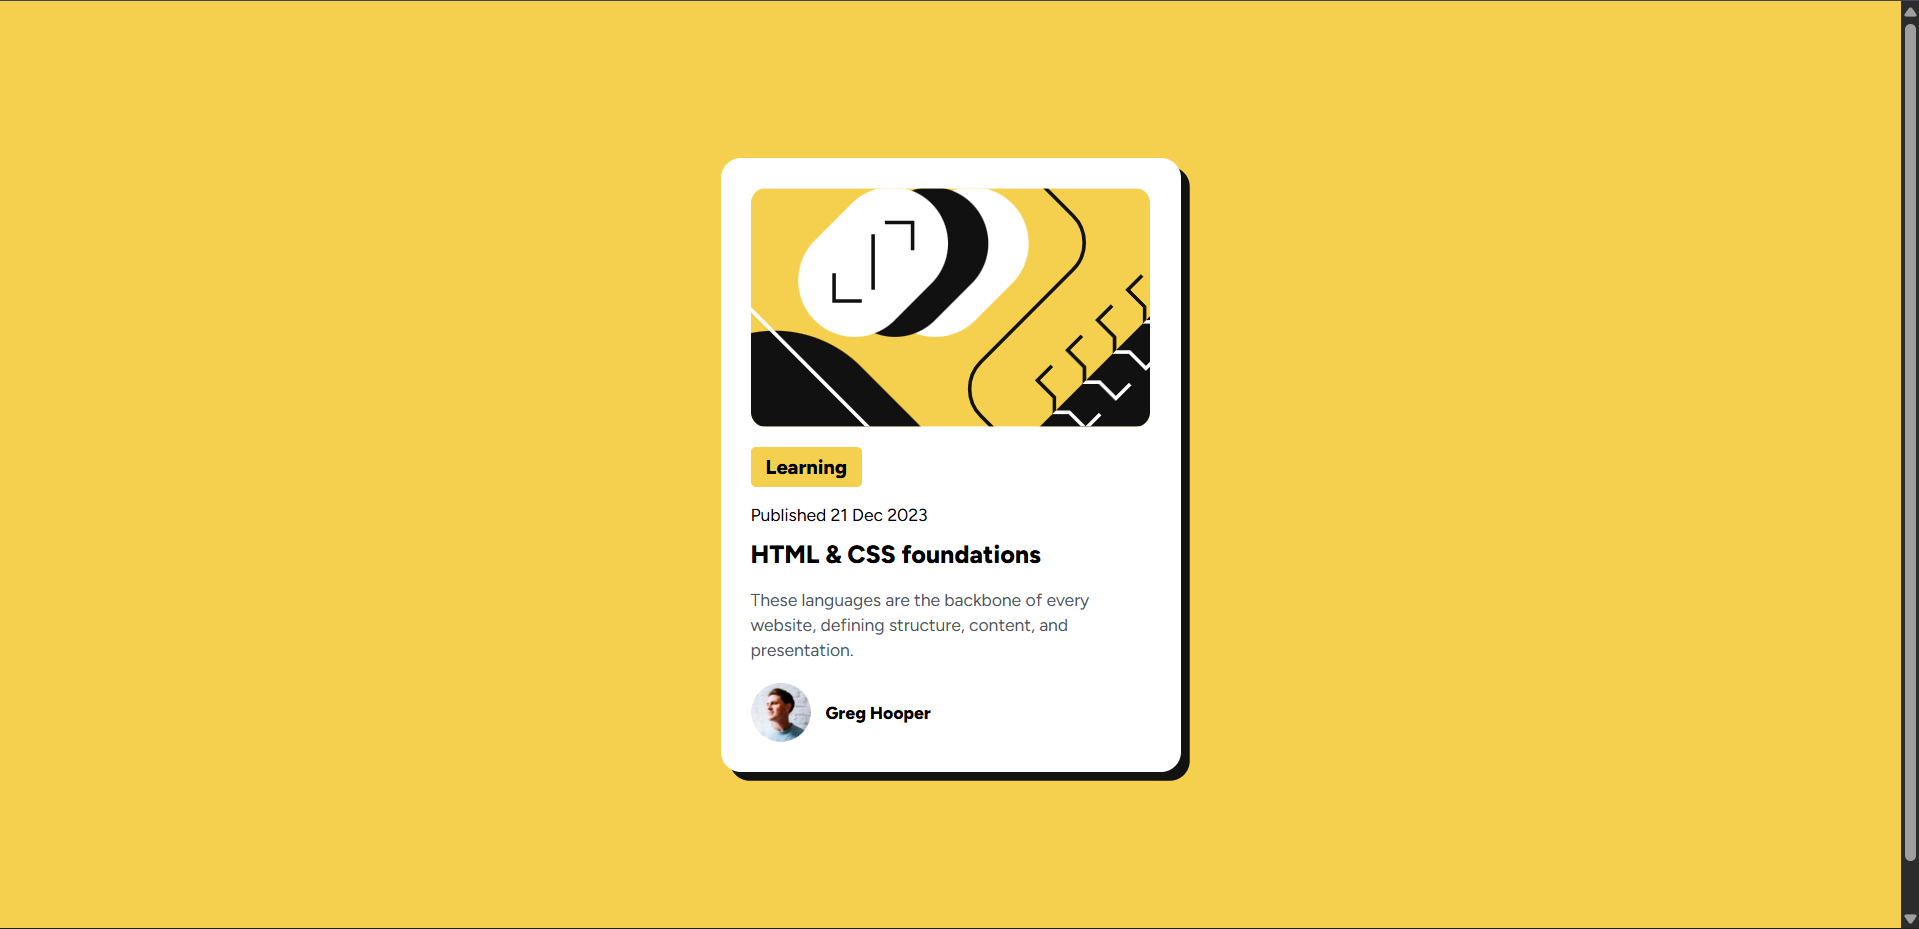 Learning
Published 21 Dec 2023
HTML & CSS foundations
These languages are the backbone of every
website, defining structure, content, and
presentation.
Greg Hooper